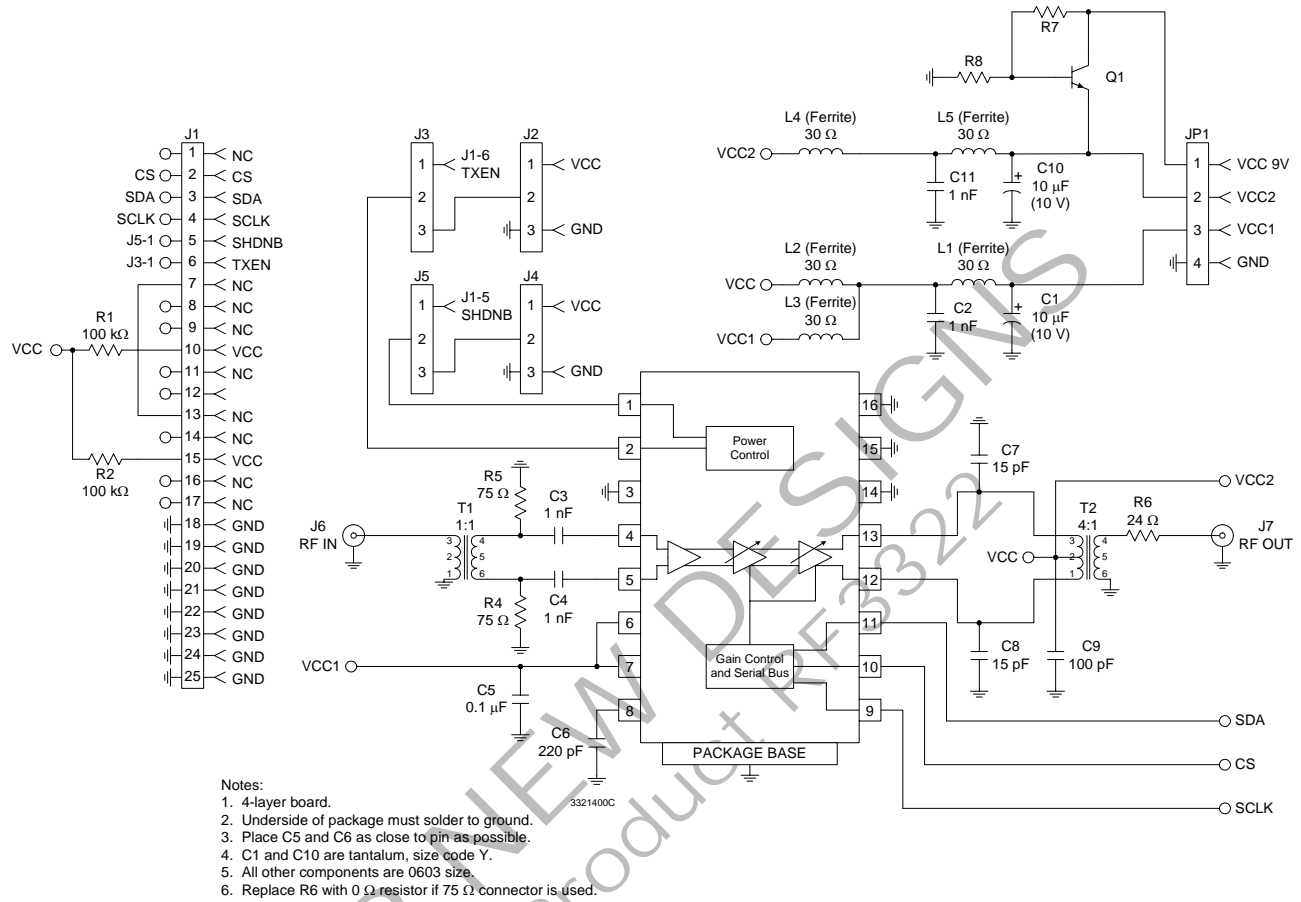 J1
1 NC
CS 2 CS
SDA 3 SDA
SCLK 4 SCLK
J5-1 5 SHDNB
J3-1 6 TXEN
7 NC
8 NC
9 NC
10 VCC
11 NC
12
13 NC
14 NC
15 VCC
16 NC
17 NC
18 GND
19 GND
20 GND
21 GND
22 GND
23 GND
24 GND
25 GND
VCC
R1
100 kΩ
R2
100 kΩ
J3
1 J1-6
TXEN
2
3
J2
1 VCC
2
3 GND
J5
1 J1-5
SHDNB
2
3
J4
1 VCC
2
3 GND
R7
R8
Q1
L4 (Ferrite)
30 Ω
L5 (Ferrite)
30 Ω
VCC2
C11
1 nF
C10
+
10 µF
(10 V)
JP1
1 VCC 9V
2 VCC2
3 VCC1
4 GND
L2 (Ferrite)
30 Ω
L1 (Ferrite)
30 Ω
VCC
L3 (Ferrite)
30 Ω
VCC1
C2
1 nF
C1
+
10 µF
(10 V)
1
2
3
4
5
6
7
8
16
15
14
13
12
11
10
9
Power
Control
Gain Control
and Serial Bus
PACKAGE BASE
J6
RF IN
T1
1:1
3
2
1
4
5
6
R5
75 Ω
C3
1 nF
R4
75 Ω
C4
1 nF
VCC1
C5
0.1 µF
C6
220 pF
3321400C
C7
15 pF
C8
15 pF
C9
100 pF
VCC
T2
4:1
3
2
1
4
5
6
R6
24 Ω
VCC2
J7
RF OUT
SDA
CS
SCLK
Notes:
1. 4-layer board.
2. Underside of package must solder to ground.
3. Place C5 and C6 as close to pin as possible.
4. C1 and C10 are tantalum, size code Y.
5. All other components are 0603 size.
6. Replace R6 with 0 Ω resistor if 75 Ω connector is used.
NEW DESIGNS
roduct RF3322